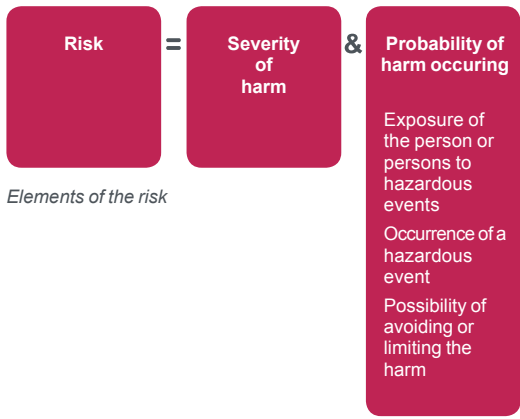 Risk
=
Severity
of
harm
&
Probability of
harm occuring
Exposure of
the person or
persons to
hazardous
events
Occurrence of a
hazardous
event
Possibility of
avoiding or
limiting the
harm
Elements of the risk